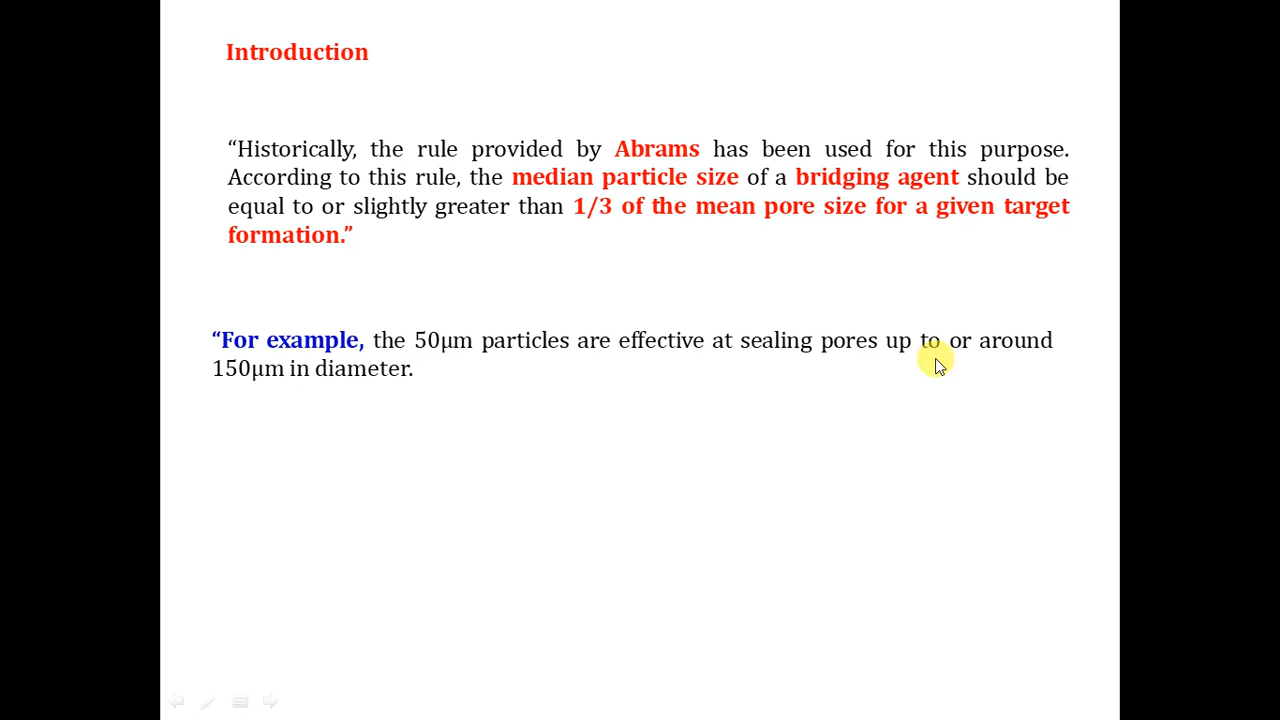 Introduction
“Historically, the rule provided by Abrams has been used for this purpose.
According to this rule, the median particle size of a bridging agent should be
equal to or slightly greater than 1/3 of the mean pore size for a given target
formation.”
“For example, the 50μm particles are effective at sealing pores up to or around
150μm in diameter.